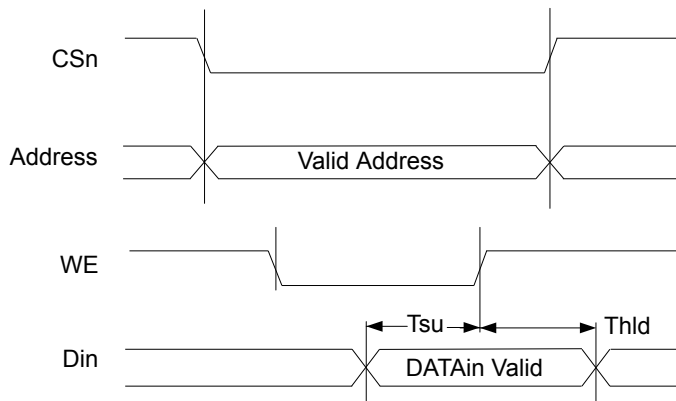 CSn
Address
Valid Address
WE
Tsu
Thld
Din
DATAin Valid